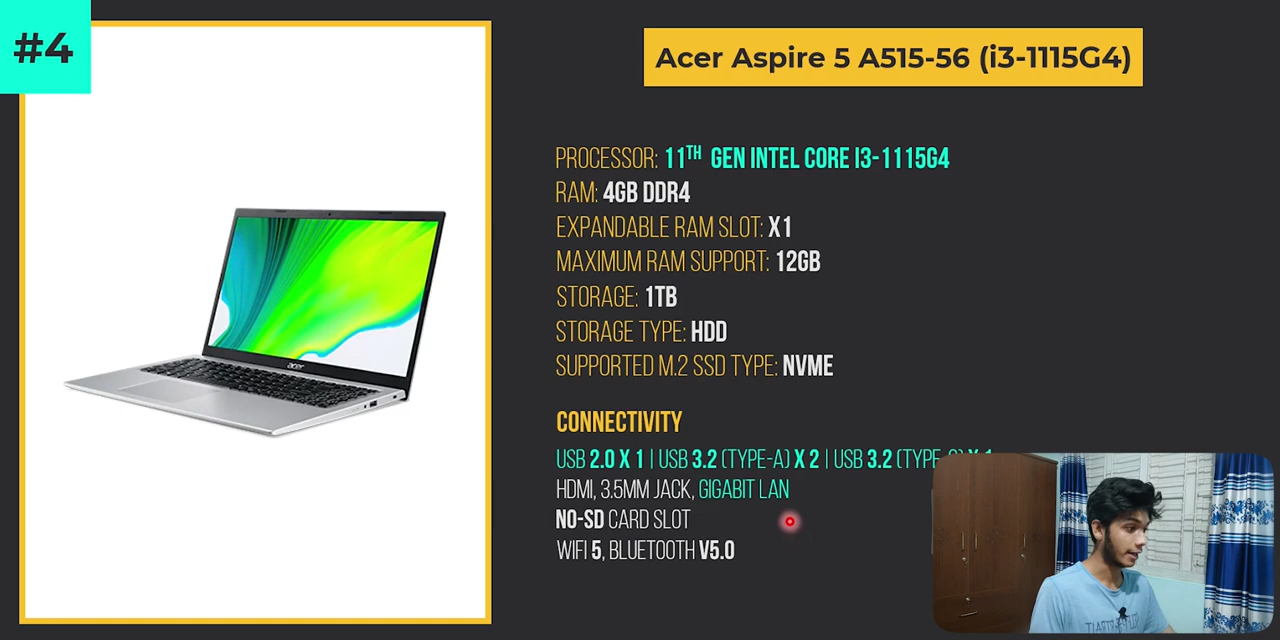 #4
Acer Aspire 5 A515-56 (i3-1115G4)
PROCESSOR: 11TH GEN INTEL CORE I3-1115G4
RAM: 4GB DDR4
EXPANDABLE RAM SLOT: X1
MAXIMUM RAM SUPPORT: 12GB
STORAGE: 1TB
STORAGE TYPE: HDD
SUPPORTED M.2 SSD TYPE: NVME
acer
CONNECTIVITY
USB 2.0 X 1 | USB 3.2 (TYPE-A) X 2 | USB 3.2 (TYPE-
HDMI, 3.5MM JACK, GIGABIT LAN
NO-SD CARD SLOT
WIFI 5, BLUETOOTH V5.0